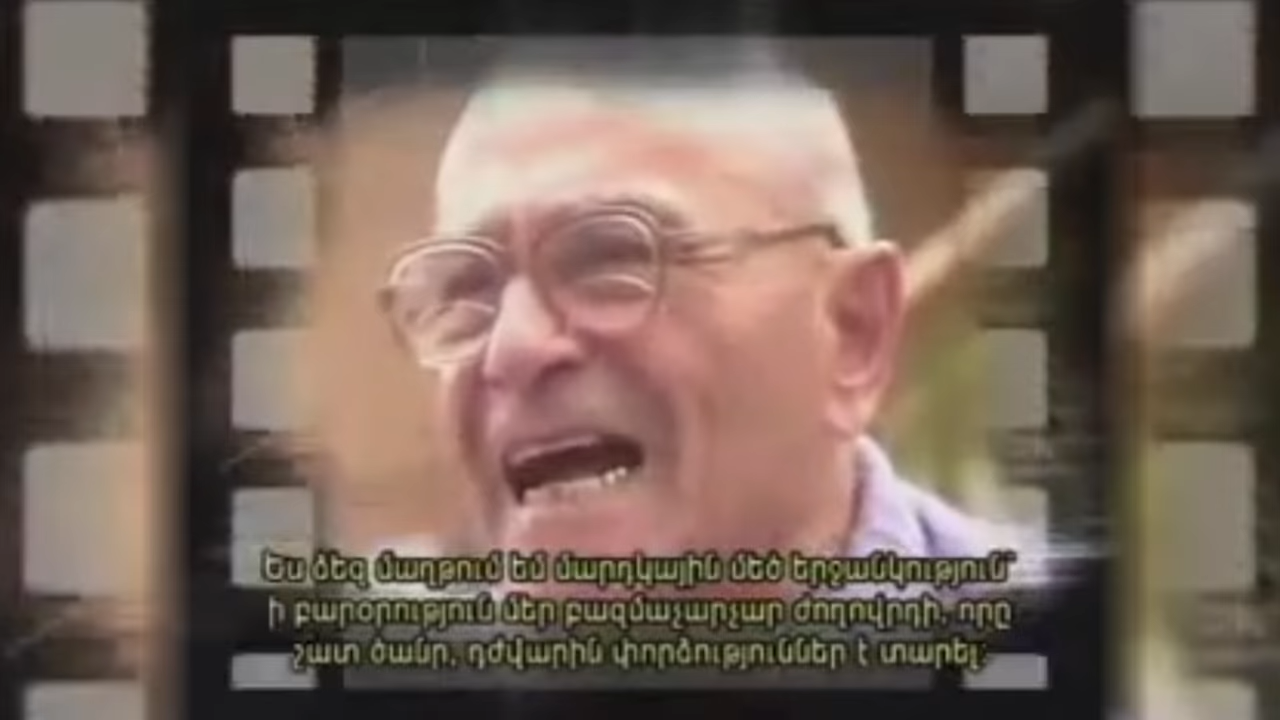 Ես ձեզ մաղթում եմ մարդկային մեծ երջանկություն՝
ի բարօրություն մեր բազմաչարչար ժողովրդի, որը
շատ ծանր, դժվարին փորձություններ է տարել: